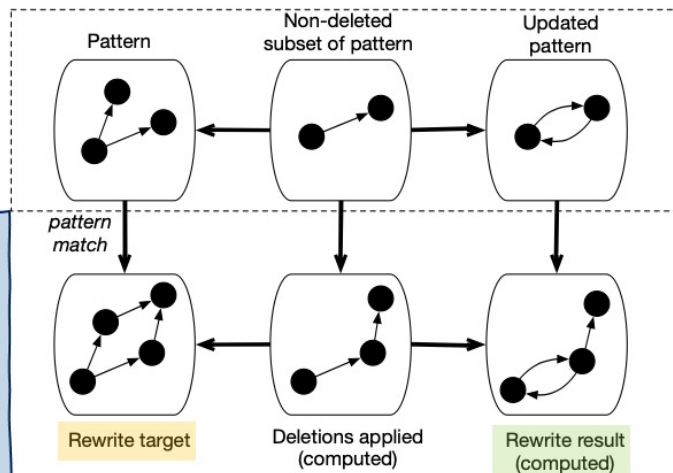 Pattern
Non-deleted
subset of pattern
Updated
pattern
pattern
match
Rewrite target
Deletions applied
(computed)
Rewrite result
(computed)